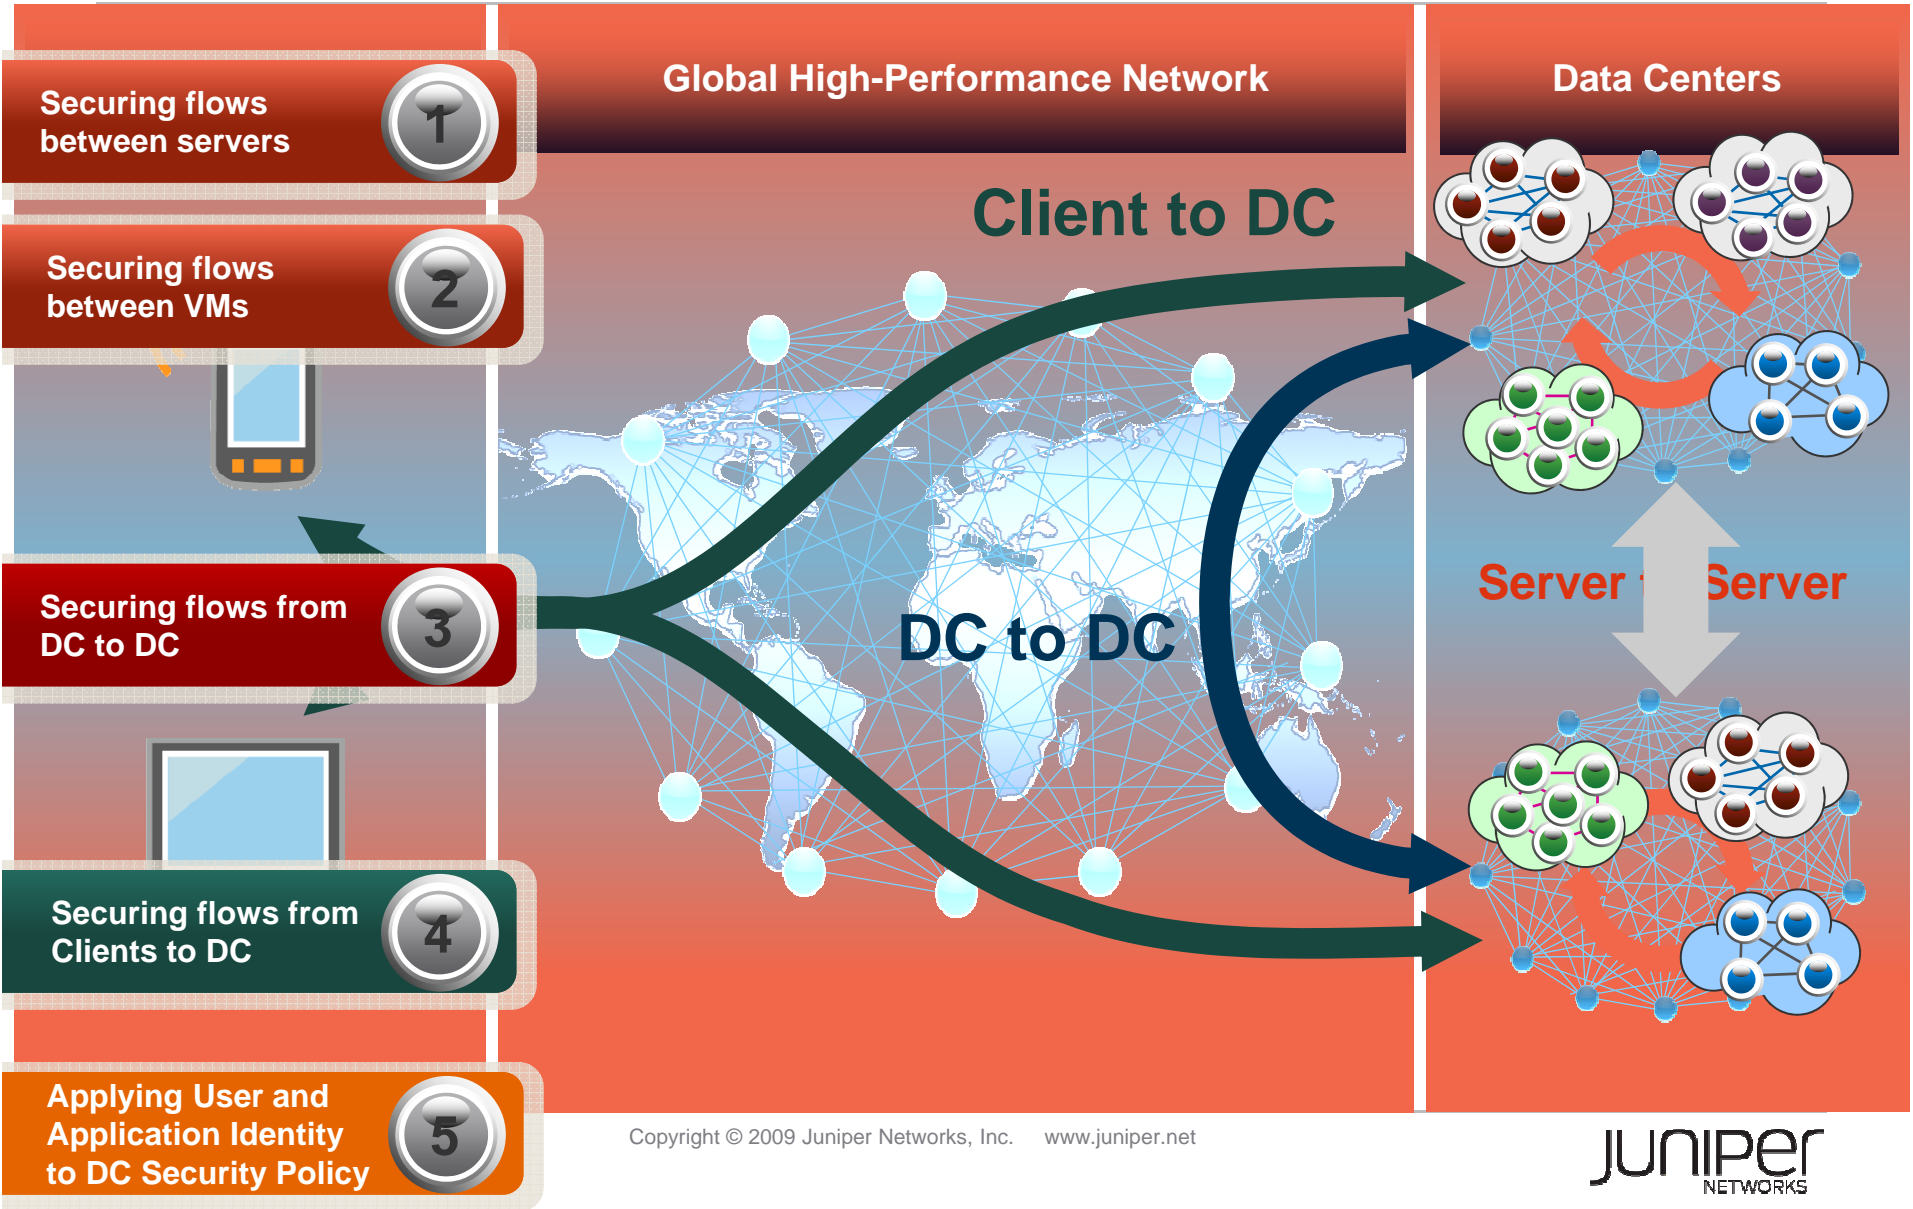 Global High-Performance Network
Data Centers
Securing flows
between servers
1
Securing flows
between VMs
2
Client to DC
Securing flows from
DC to DC
3
DC to DC
Server
Server
Securing flows from
Clients to DC
4
Applying User and
Application Identity
to DC Security Policy
5
Copyright © 2009 Juniper Networks, Inc. www.juniper.net
JUNIPer
NETWORKS